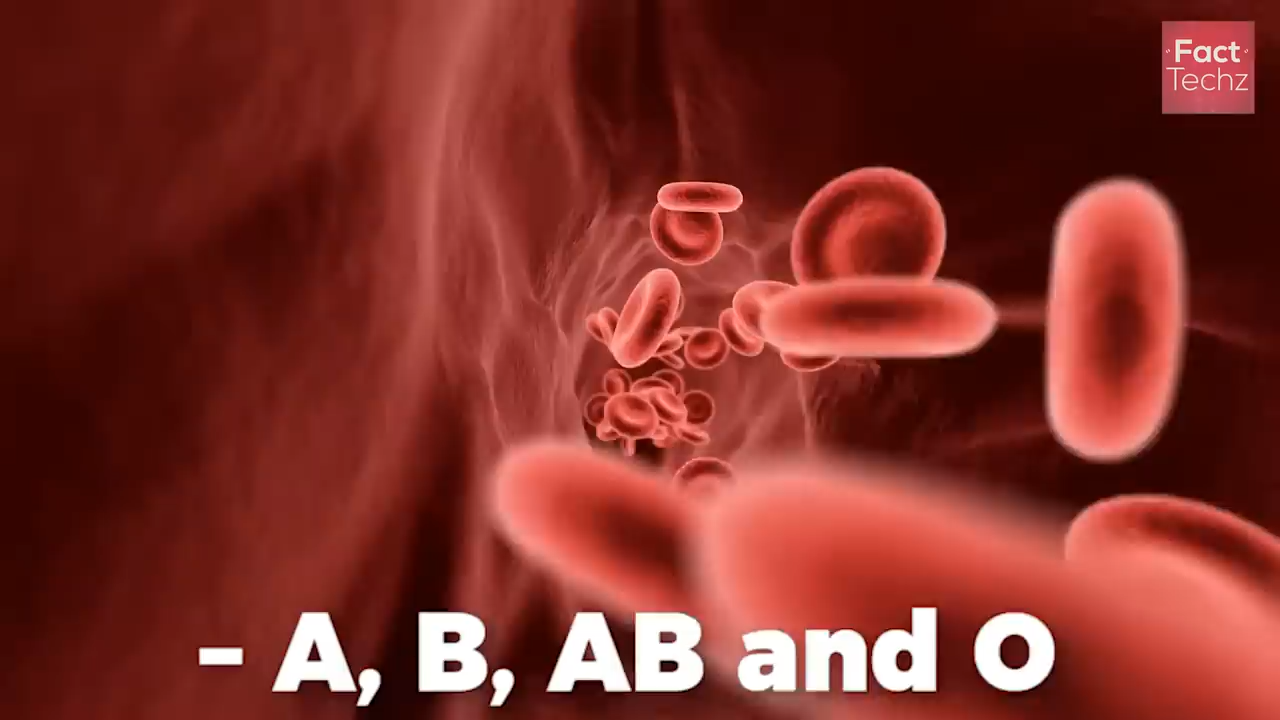 Fact
Techz
– A, B, AB and O